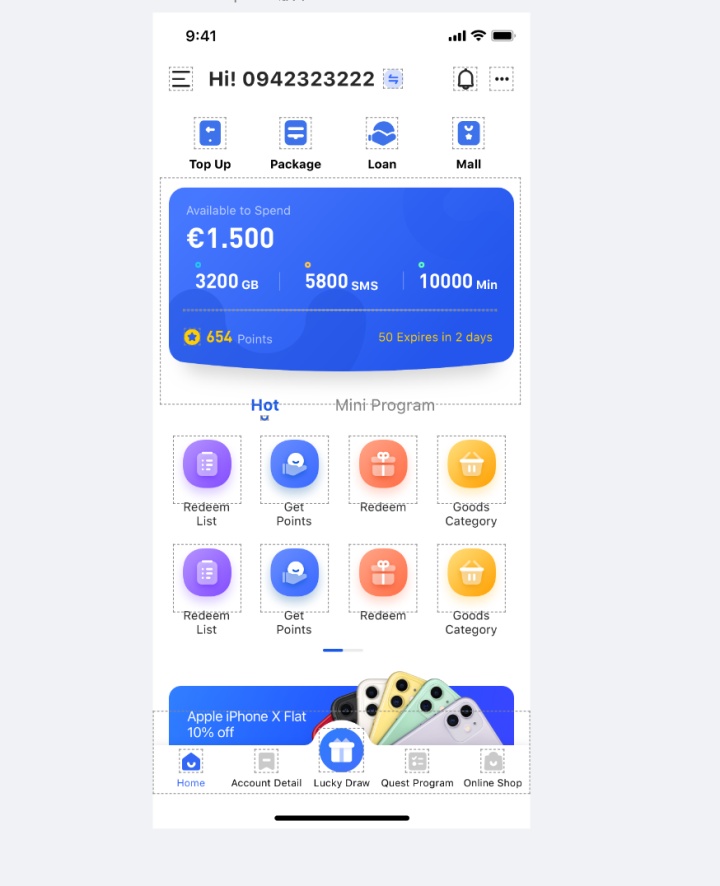 9:41
Hi! 0942323222
Top Up Package Loan Mall
Available to Spend
€1.500
3200 GB 5800 SMS 10000 Min
654 Points 50 Expires in 2 days
Hot Mini Program
Redeem List Get Points Redeem Goods Category
Redeem List Get Points Redeem Goods Category
Apple iPhone X Flat
10% off
Home Account Detail Lucky Draw Quest Program Online Shop